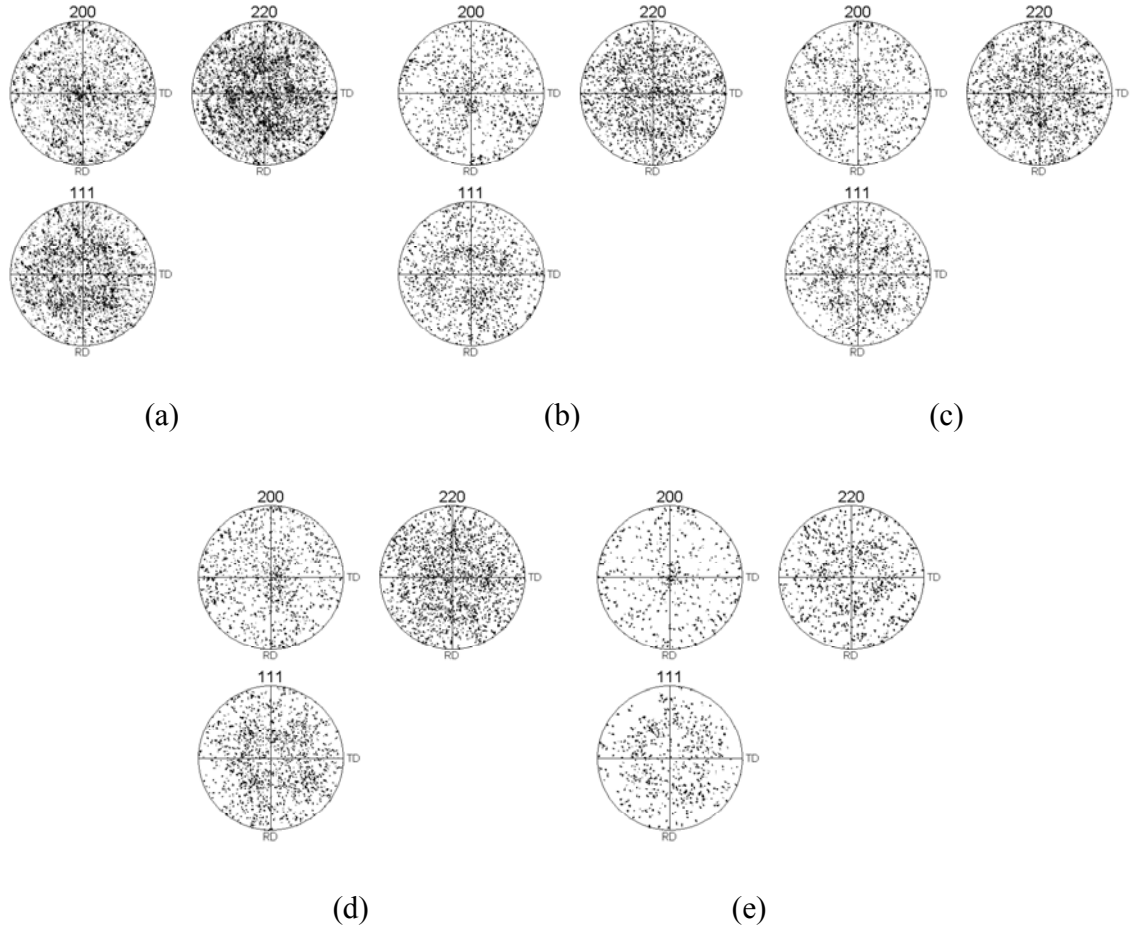 200 220 200 220 200 220
TD TD TD TD TD TD
RD RD RD RD RD RD
111 111 111
TD TD TD
RD RD RD
(a) (b) (c)
200 220 200 220
TD TD TD TD
RD RD RD RD
111 111
TD TD
RD RD
(d) (e)